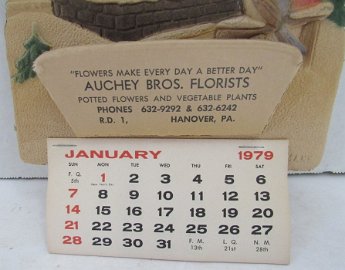 "FLOWERS MAKE EVERY DAY A BETTER DAY"
AUCHEY BROS. FLORISTS
POTTED FLOWERS AND VEGETABLE PLANTS
PHONES 632-9292 & 632-6242
R.D. 1, HANOVER, PA.
JANUARY 1979
SUN. MON. TUE. WED. THU. FRI. SAT.
F. Q. 5th 1 2 3 4 5 6
7 8 9 10 11 12 13
14 15 16 17 18 19 20
21 22 23 24 25 26 27
28 29 30 31 F. M. 13th L. Q. 21st N. M. 28th